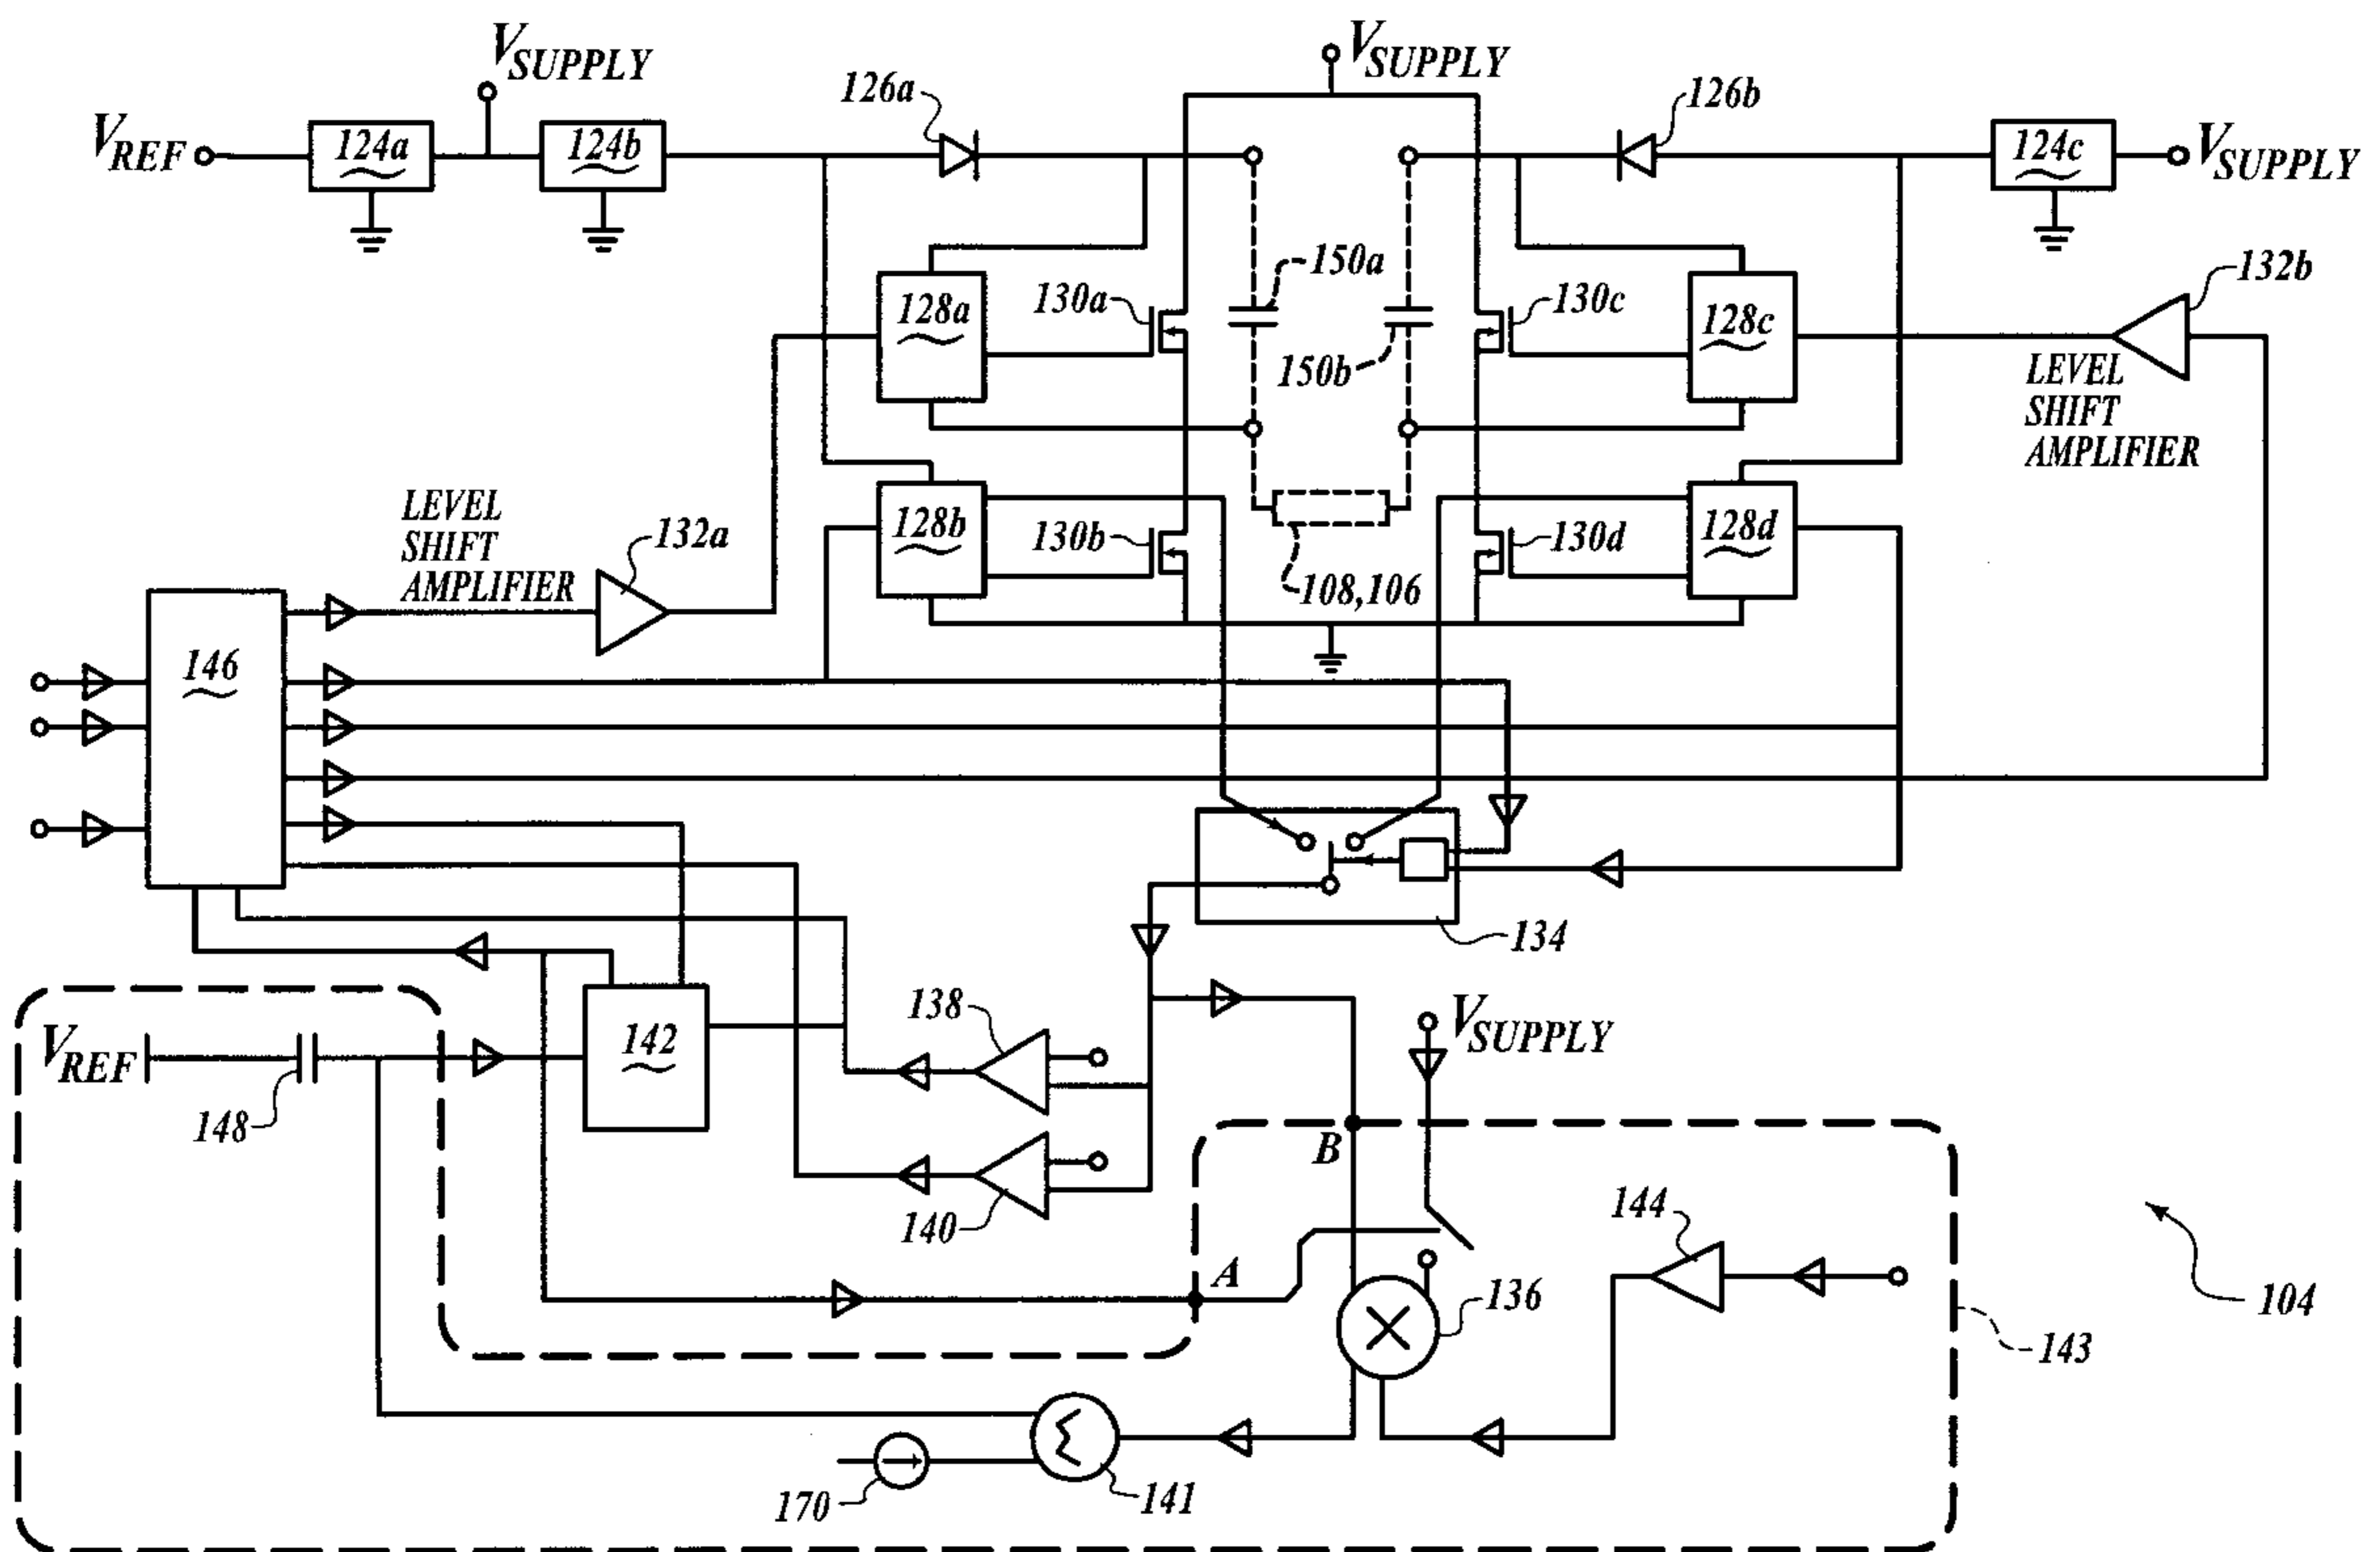 VSUPPLY
VSUPPLY
126a
126b
VREF
124a
124b
124c
VSUPPLY
128a
130a
150a
130c
128c
132b
150b
LEVEL
SHIFT
AMPLIFIER
LEVEL
SHIFT
AMPLIFIER
132a
128b
130b
130d
128d
108,106
146
134
138
VSUPPLY
VREF
142
148
B
140
144
A
136
104
143
170
141